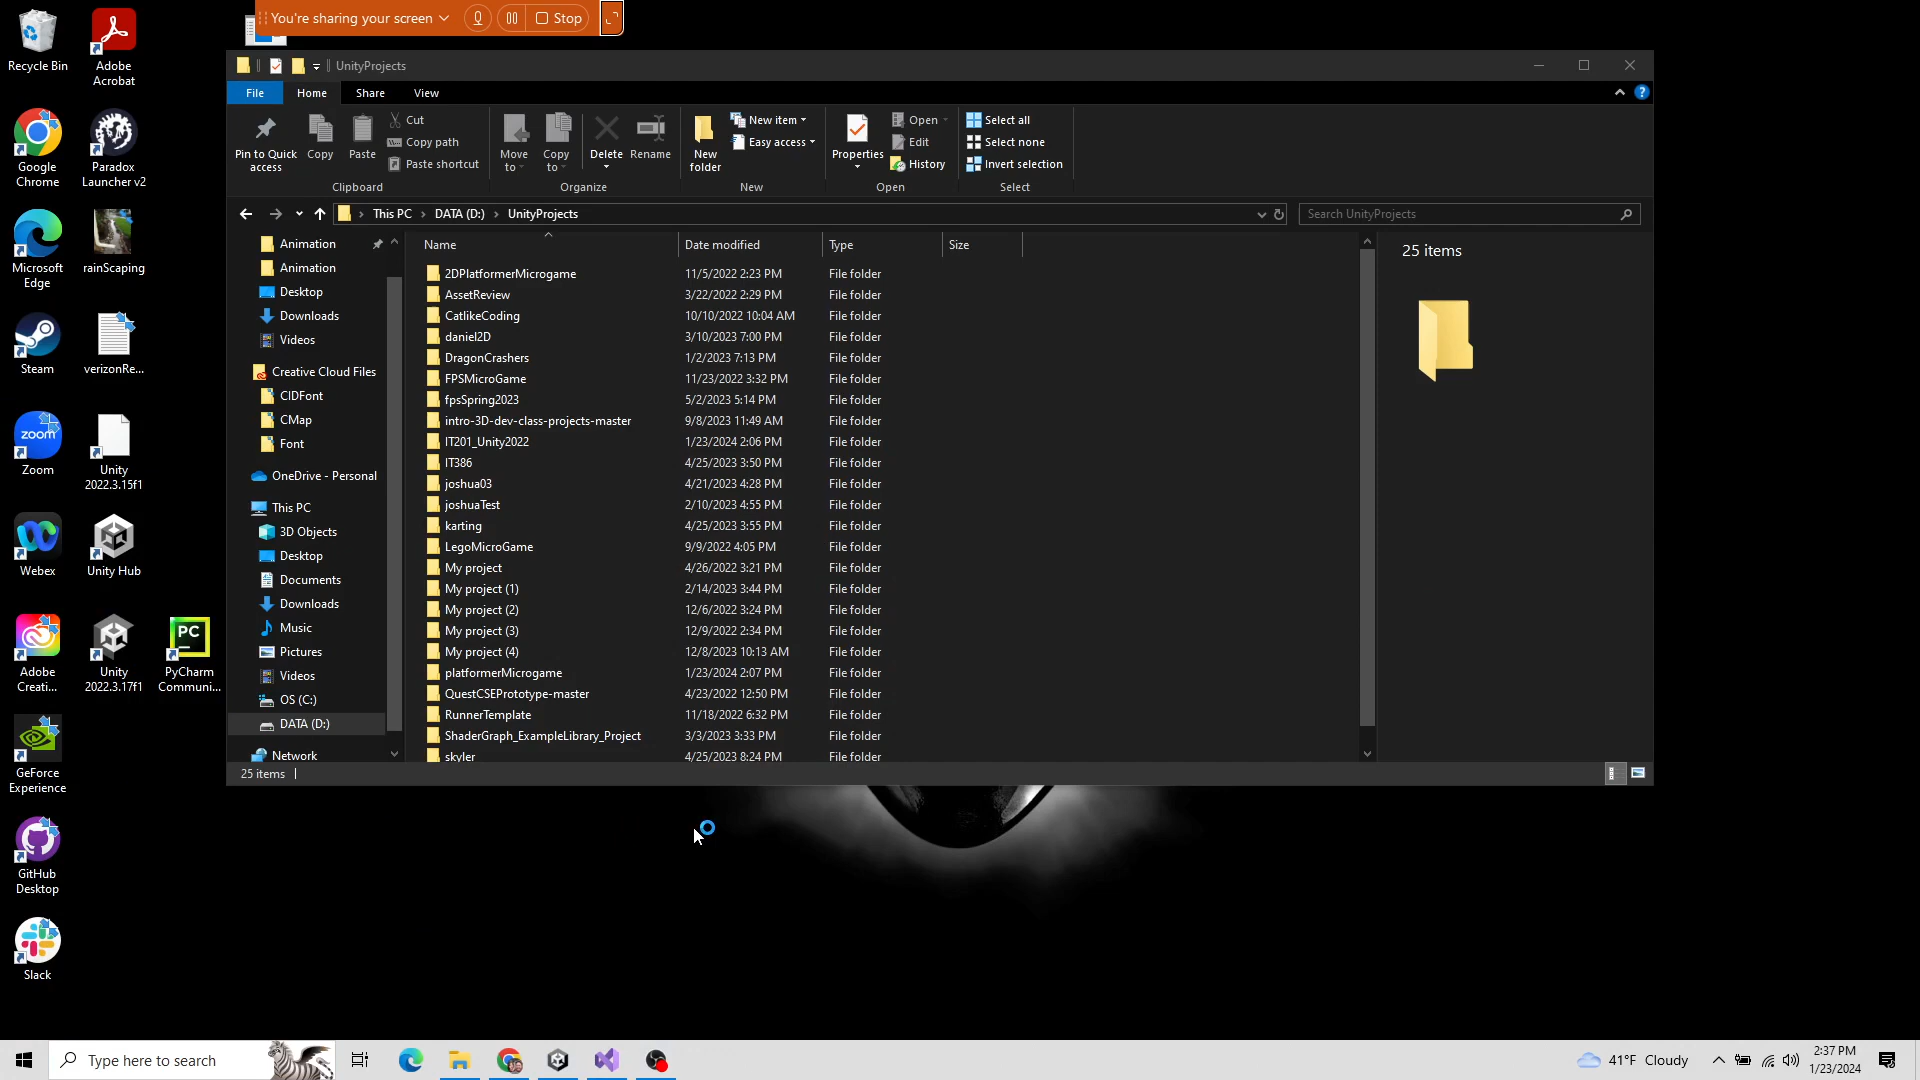 You're sharing your screen
Stop
Recycle Bin
Adobe
Acrobat
Google
Chrome
Paradox
Launcher v2
Microsoft
Edge
rainScaping
Steam
verizonRe...
zoom
Zoom
Unity
2022.3.15f1
Webex
Unity Hub
Adobe
Creati...
Unity
2022.3.17f1
PC
PyCharm
Communi...
GeForce
Experience
GitHub
Desktop
Slack
UnityProjects
File
Home
Share
View
Pin to Quick
access
Copy
Paste
Cut
Copy path
Paste shortcut
Clipboard
Move
to
Copy
to
Delete
Rename
Organize
New
folder
New item
Easy access
New
Properties
Open
Edit
History
Open
Select all
Select none
Invert selection
Select
This PC
DATA (D:)
UnityProjects
Search UnityProjects
Animation
Animation
Desktop
Downloads
Videos
Creative Cloud Files
CIDFont
CMap
Font
OneDrive - Personal
This PC
3D Objects
Desktop
Documents
Downloads
Music
Pictures
Videos
OS (C:)
DATA (D:)
Network
Name Date modified Type Size
2DPlatformerMicrogame 11/5/2022 2:23 PM File folder
AssetReview 3/22/2022 2:29 PM File folder
CatlikeCoding 10/10/2022 10:04 AM File folder
daniel2D 3/10/2023 7:00 PM File folder
DragonCrashers 1/2/2023 7:13 PM File folder
FPSMicroGame 11/23/2022 3:32 PM File folder
fpsSpring2023 5/2/2023 5:14 PM File folder
intro-3D-dev-class-projects-master 9/8/2023 11:49 AM File folder
IT201_Unity2022 1/23/2024 2:06 PM File folder
IT386 4/25/2023 3:50 PM File folder
joshua03 4/21/2023 4:28 PM File folder
joshuaTest 2/10/2023 4:55 PM File folder
karting 4/25/2023 3:55 PM File folder
LegoMicroGame 9/9/2022 4:05 PM File folder
My project 4/26/2022 3:21 PM File folder
My project (1) 2/14/2023 3:44 PM File folder
My project (2) 12/6/2022 3:24 PM File folder
My project (3) 12/9/2022 2:34 PM File folder
My project (4) 12/8/2023 10:13 AM File folder
platformerMicrogame 1/23/2024 2:07 PM File folder
QuestCSEPrototype-master 4/23/2022 12:50 PM File folder
RunnerTemplate 11/18/2022 6:32 PM File folder
ShaderGraph_ExampleLibrary_Project 3/3/2023 3:33 PM File folder
skyler 4/25/2023 8:24 PM File folder
25 items
25 items
Type here to search
41°F Cloudy
2:37 PM
1/23/2024